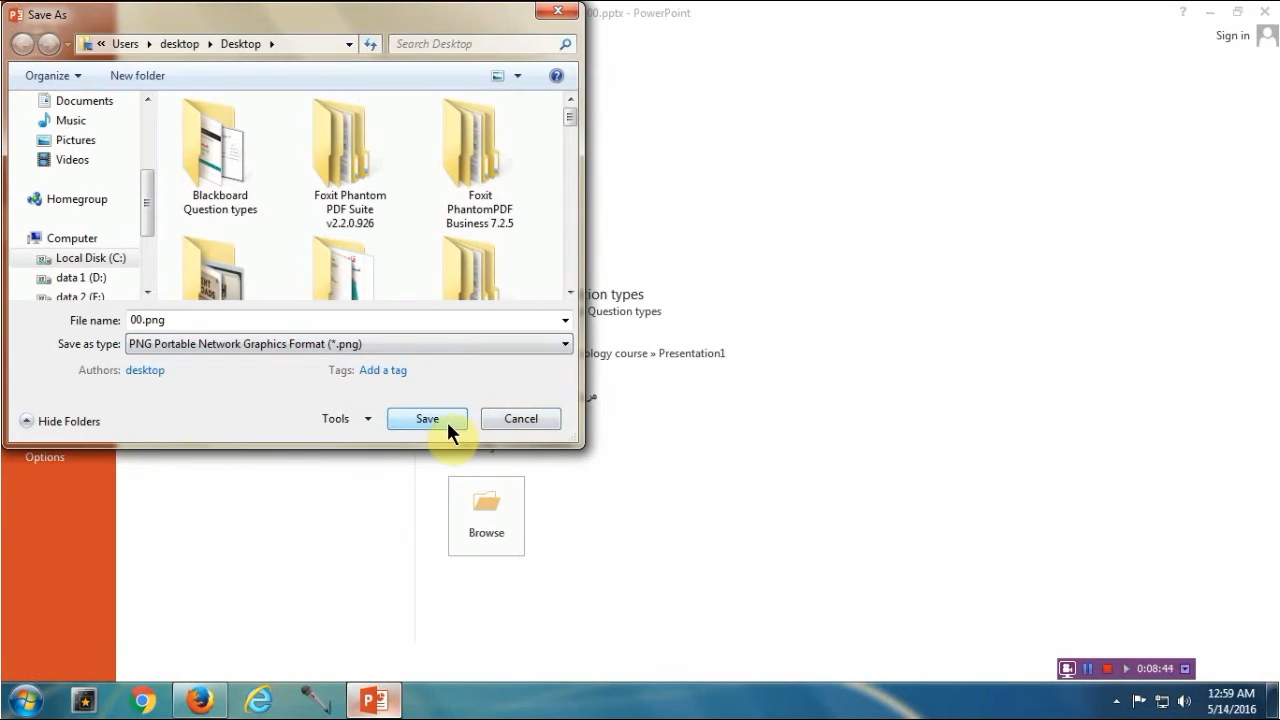 Save As
00.pptx - PowerPoint
Sign in
Users
desktop
Desktop
Search Desktop
Organize
New folder
Documents
Music
Pictures
Videos
Homegroup
Computer
Local Disk (C:)
data 1 (D:)
data 2 (F:)
Blackboard
Question types
Foxit Phantom
PDF Suite
v2.2.0.926
Foxit
PhantomPDF
Business 7.2.5
File name:
00.png
Save as type:
PNG Portable Network Graphics Format (*.png)
Authors:
desktop
Tags:
Add a tag
Hide Folders
Tools
Save
Cancel
types
Question types
course » Presentation1
Options
Browse
0:08:44
12:59 AM
5/14/2016